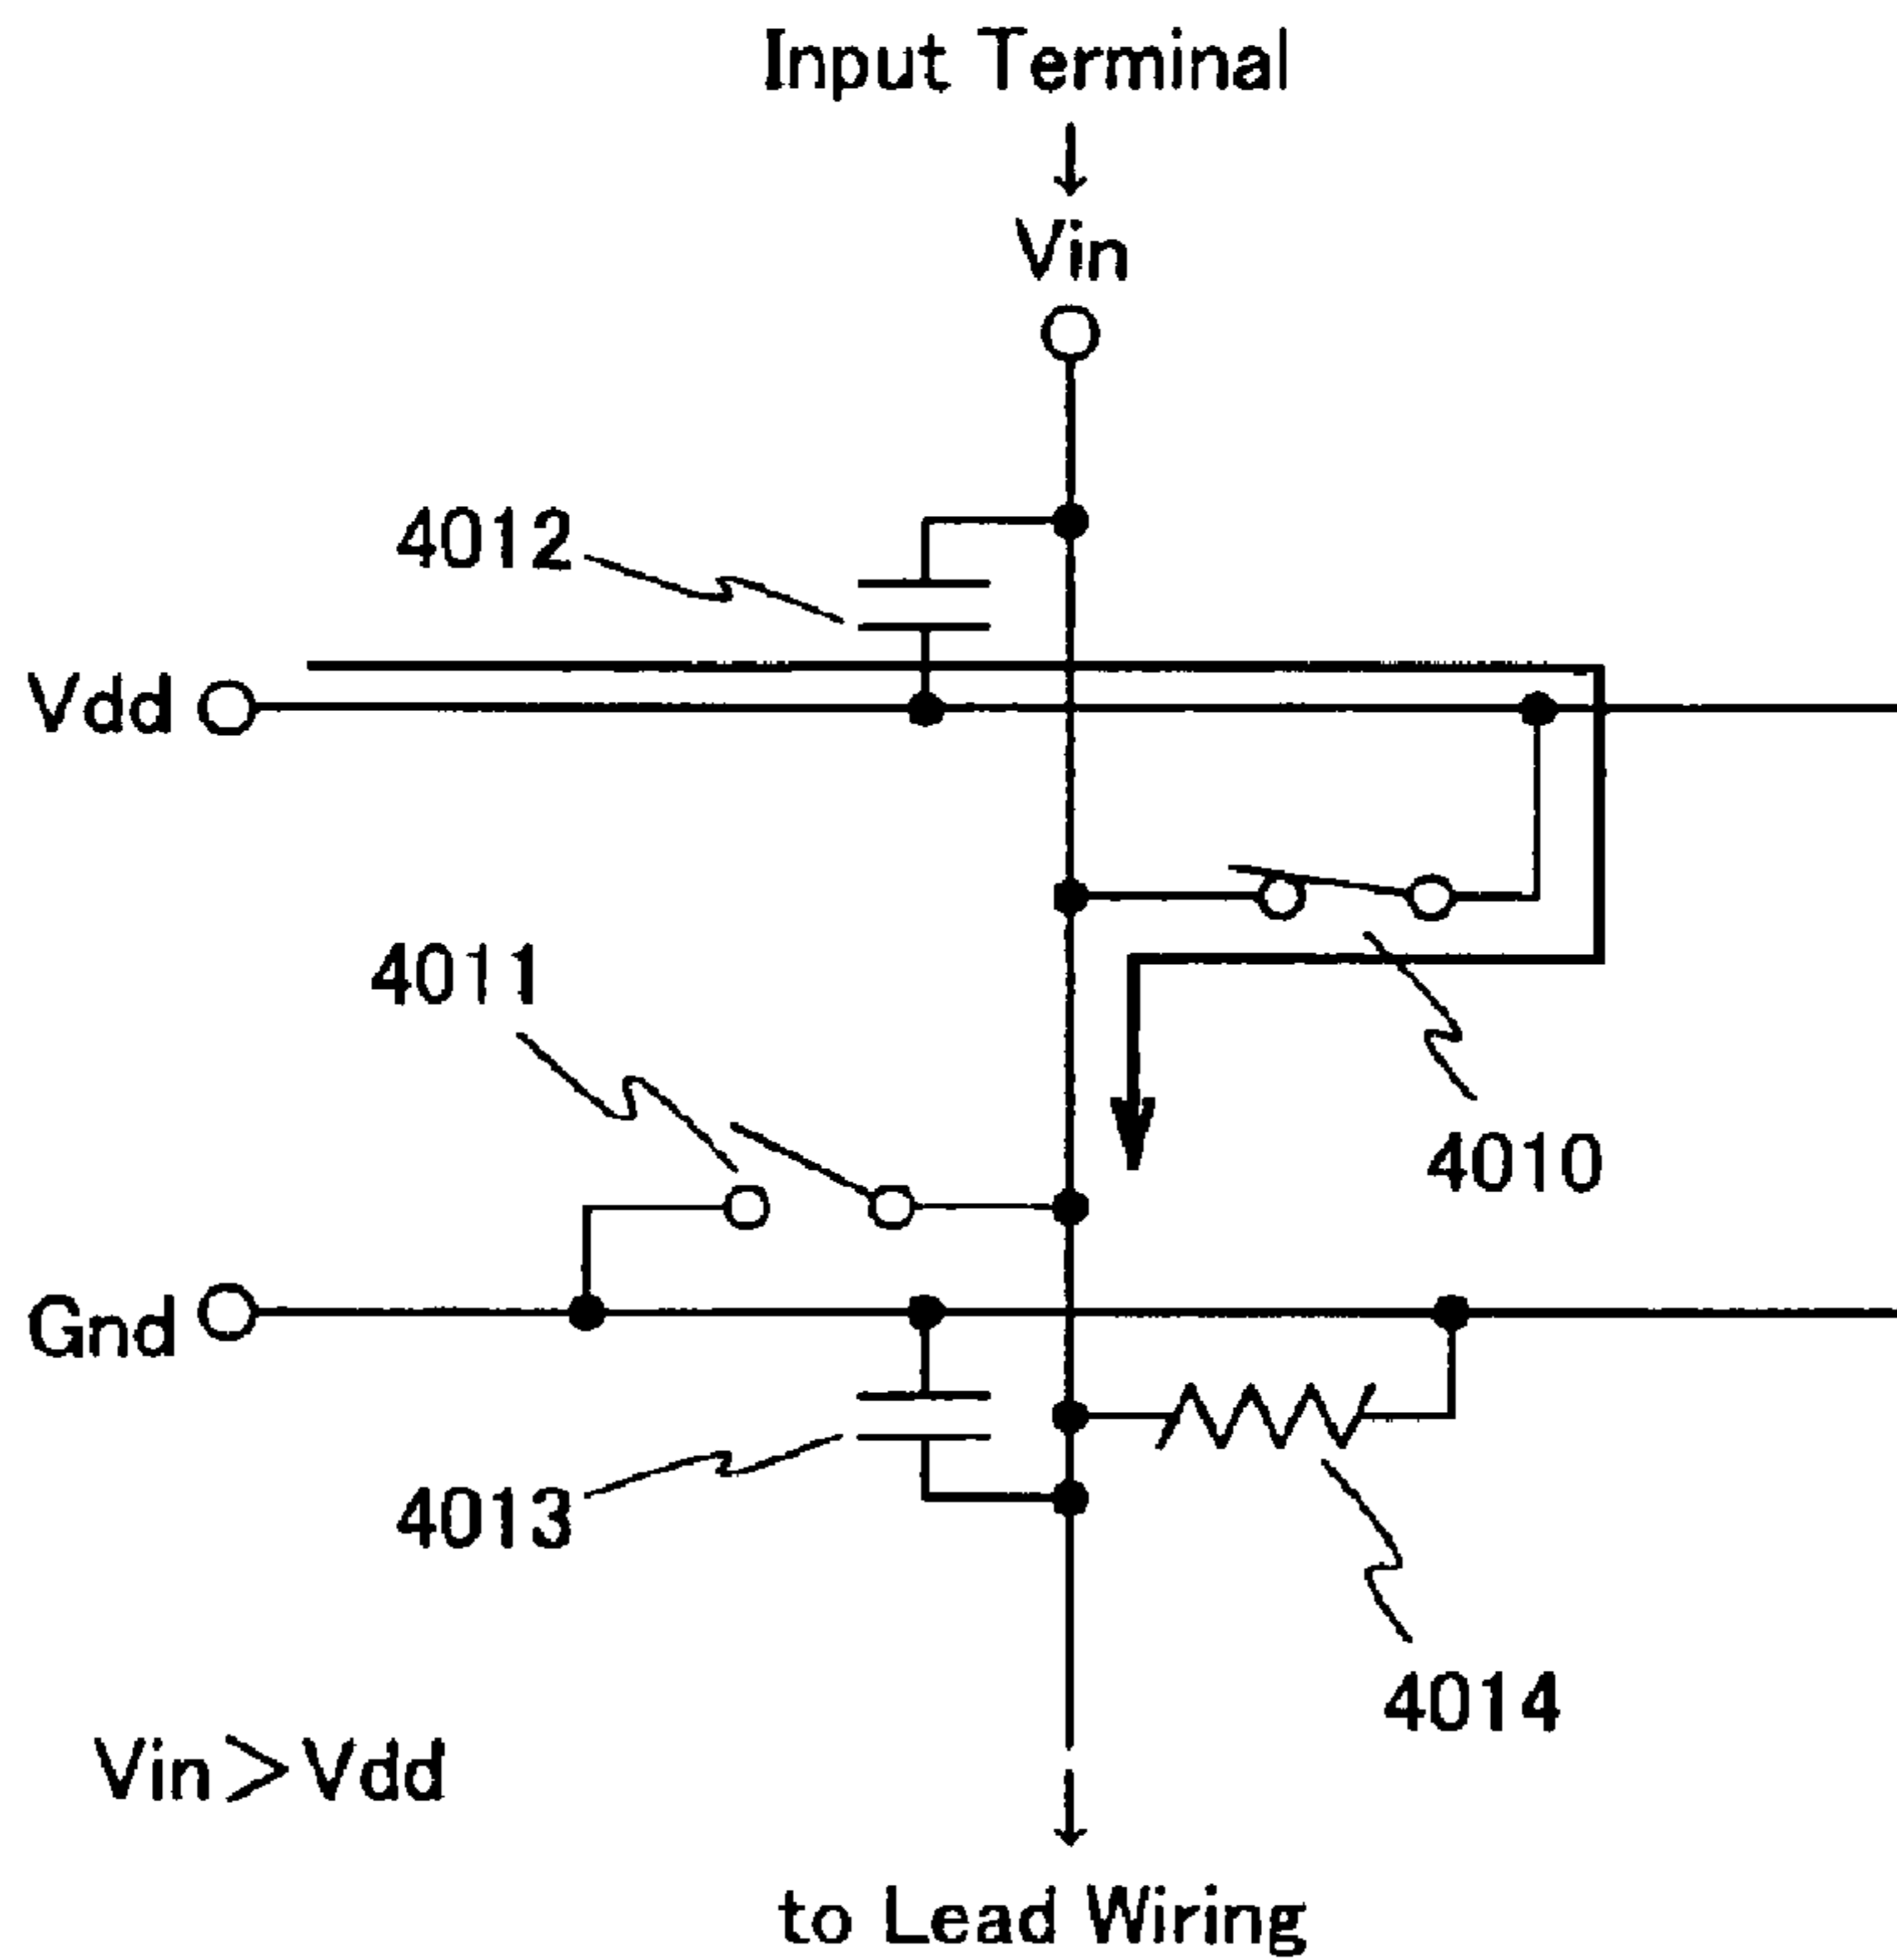 Input Terminal
Vin
4012
Vdd
4011
4010
Gnd
4013
4014
Vin>Vdd
to Lead Wiring